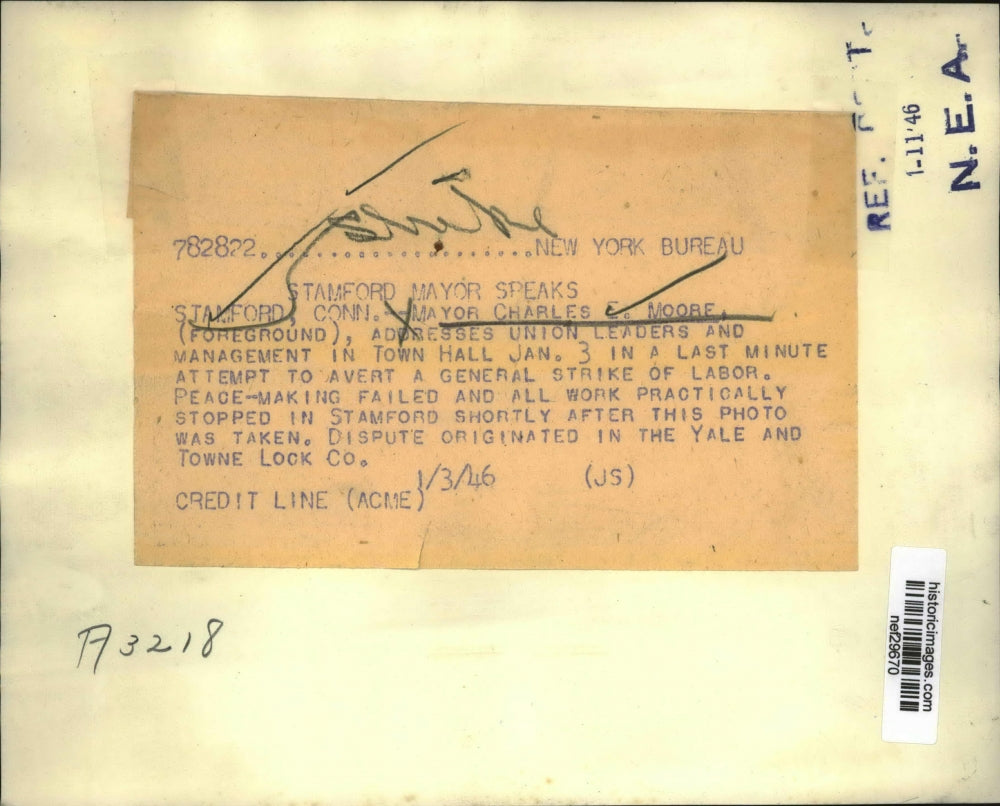 782822......................NEW YORK BUREAU
STAMFORD MAYOR SPEAKS
STAMFORD, CONN.- MAYOR CHARLES E. MOORE,
(FOREGROUND), ADDRESSES UNION LEADERS AND
MANAGEMENT IN TOWN HALL JAN. 3 IN A LAST MINUTE
ATTEMPT TO AVERT A GENERAL STRIKE OF LABOR.
PEACE-MAKING FAILED AND ALL WORK PRACTICALLY
STOPPED IN STAMFORD SHORTLY AFTER THIS PHOTO
WAS TAKEN. DISPUTE ORIGINATED IN THE YALE AND
TOWNE LOCK CO.
1/3/46 (JS)
CREDIT LINE (ACME)
REF.
1-11'46
N.E.A.
A3218
historicimages.com
nef29670